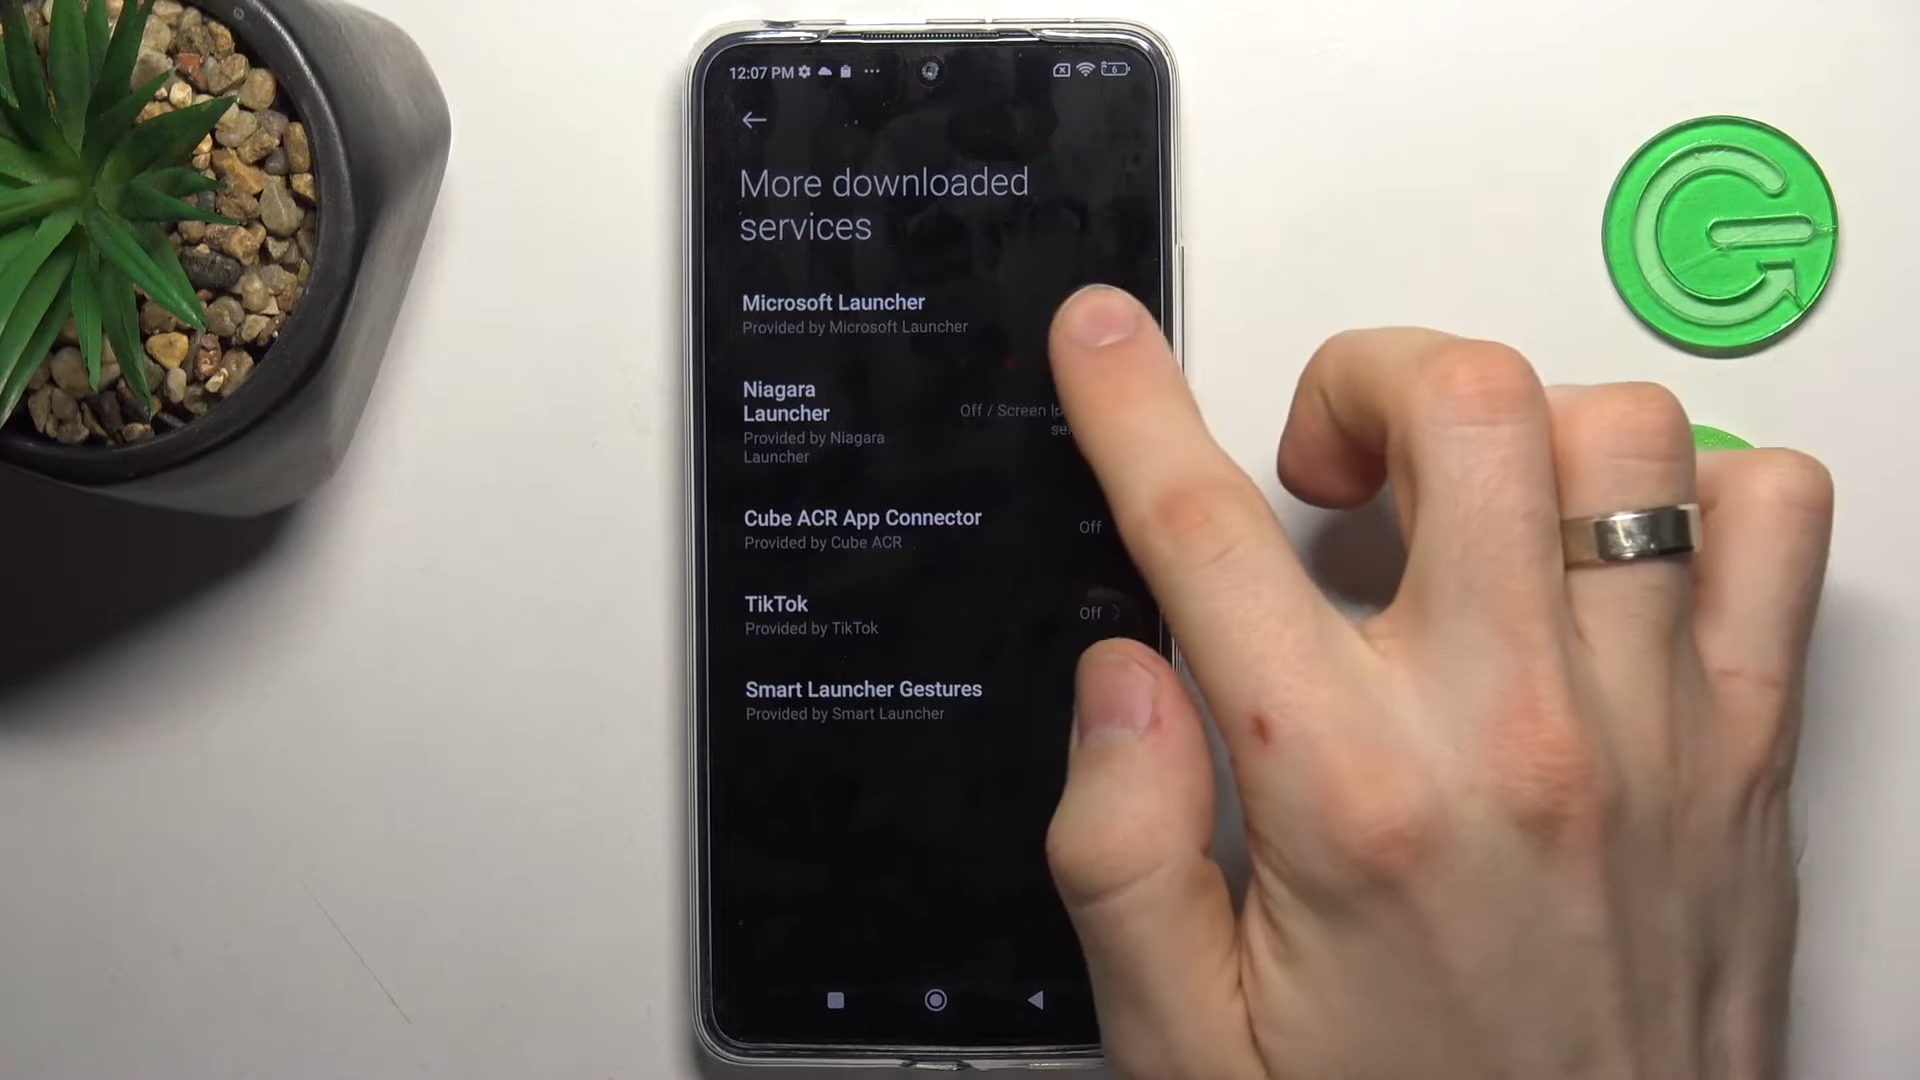 12:07 PM
6
More downloaded
services
Microsoft Launcher
Provided by Microsoft Launcher
Niagara
Launcher
Off / Screen
Provided by Niagara
Launcher
Cube ACR App Connector
Off
Provided by Cube ACR
TikTok
Off
Provided by TikTok
Smart Launcher Gestures
Provided by Smart Launcher